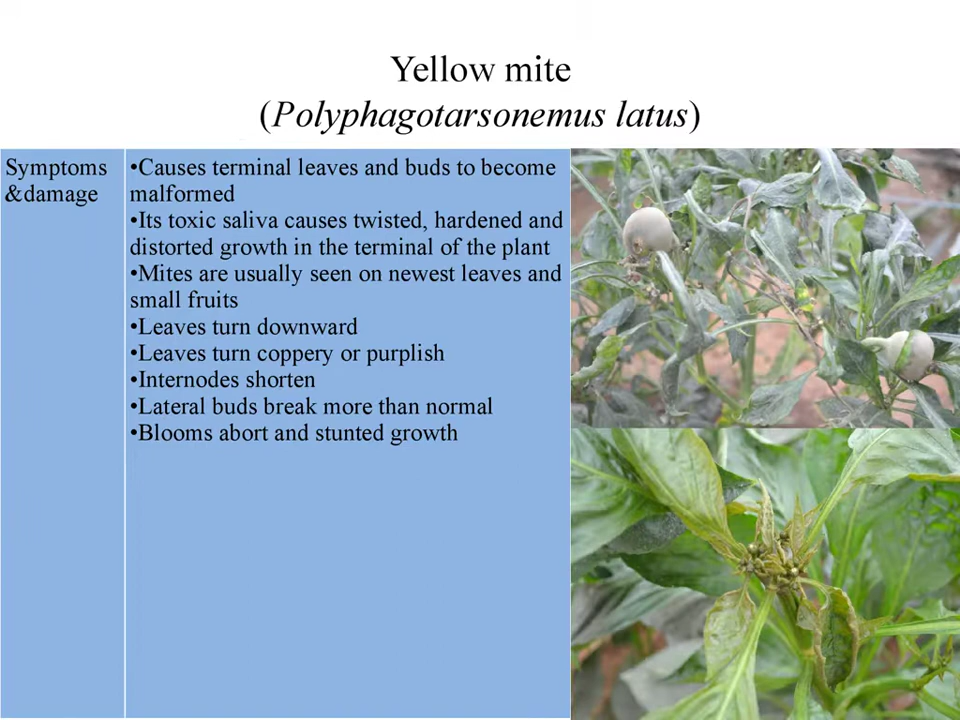 Yellow mite
(Polyphagotarsonemus latus)
Symptoms
&damage
•Causes terminal leaves and buds to become
malformed
•Its toxic saliva causes twisted, hardened and
distorted growth in the terminal of the plant
•Mites are usually seen on newest leaves and
small fruits
•Leaves turn downward
•Leaves turn coppery or purplish
•Internodes shorten
•Lateral buds break more than normal
•Blooms abort and stunted growth